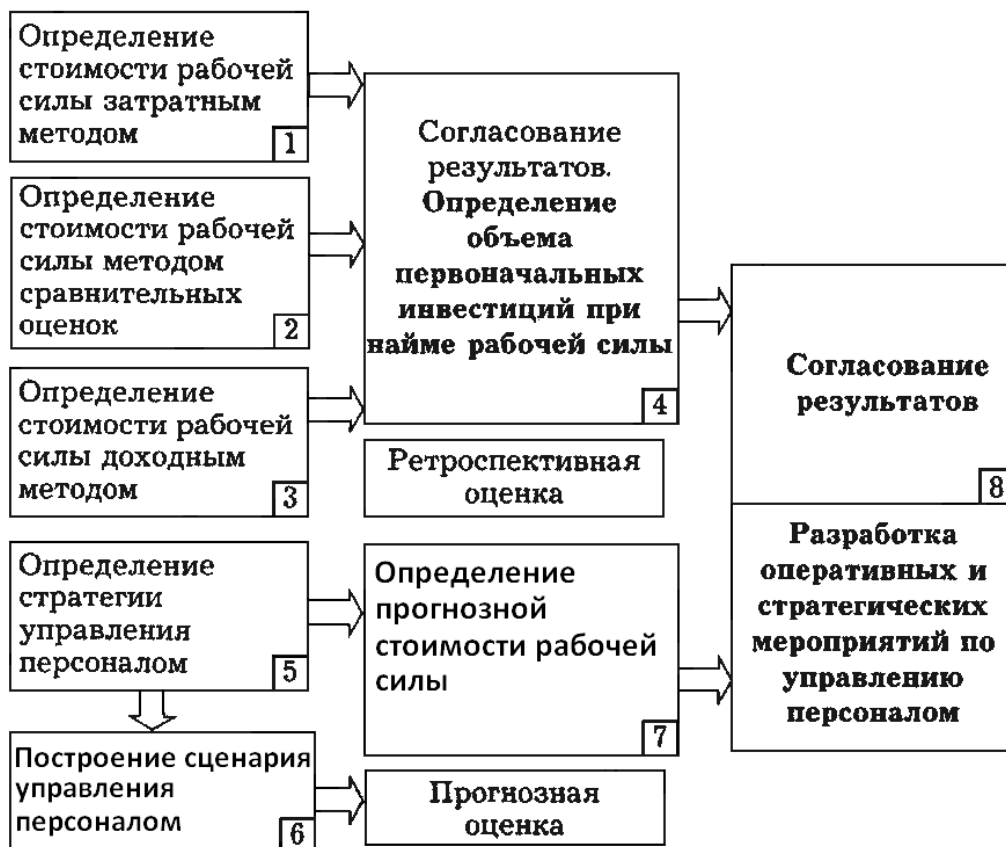 Определение
стоимости рабочей
силы затратным
методом
1
Определение
стоимости рабочей
силы методом
сравнительных
оценок
2
Определение
стоимости рабочей
силы доходным
методом
3
Согласование
результатов.
Определение
объема
первоначальных
инвестиций при
найме рабочей силы
4
Ретроспективная
оценка
Определение
стратегии
управления
персоналом
5
Построение сценария
управления
персоналом
6
Определение
прогнозной
стоимости рабочей
силы
7
Прогнозная
оценка
Согласование
результатов
8
Разработка
оперативных и
стратегических
мероприятий по
управлению
персоналом